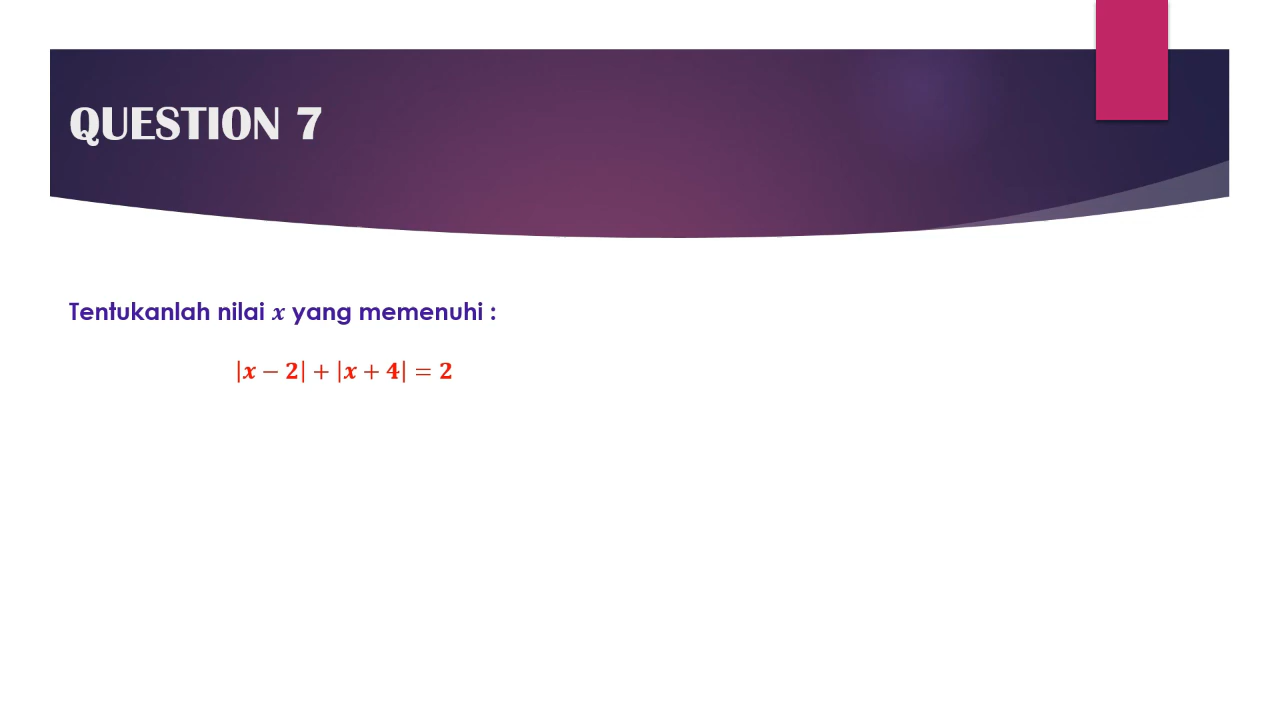 QUESTION 7
Tentukanlah nilai x yang memenuhi :
|x − 2| + |x + 4| = 2